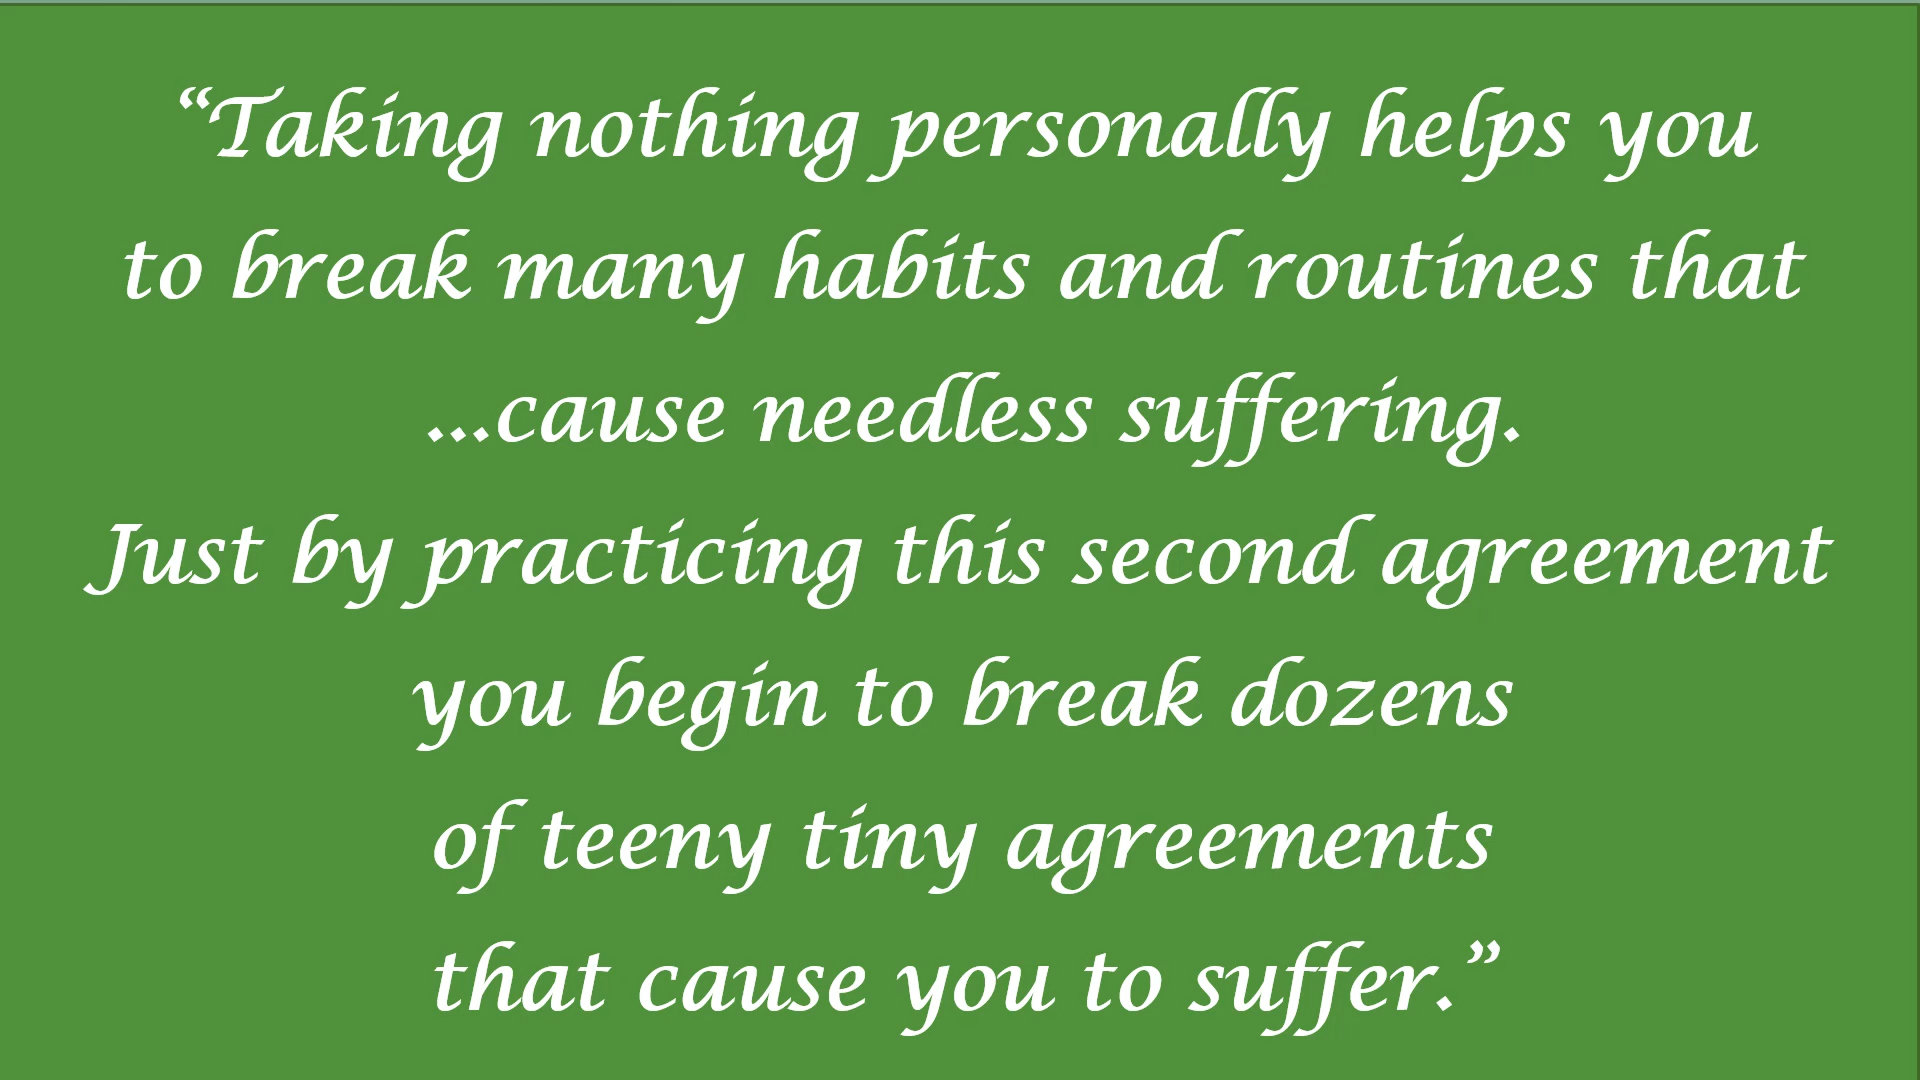 “Taking nothing personally helps you
to break many habits and routines that
...cause needless suffering.
Just by practicing this second agreement
you begin to break dozens
of teeny tiny agreements
that cause you to suffer.”